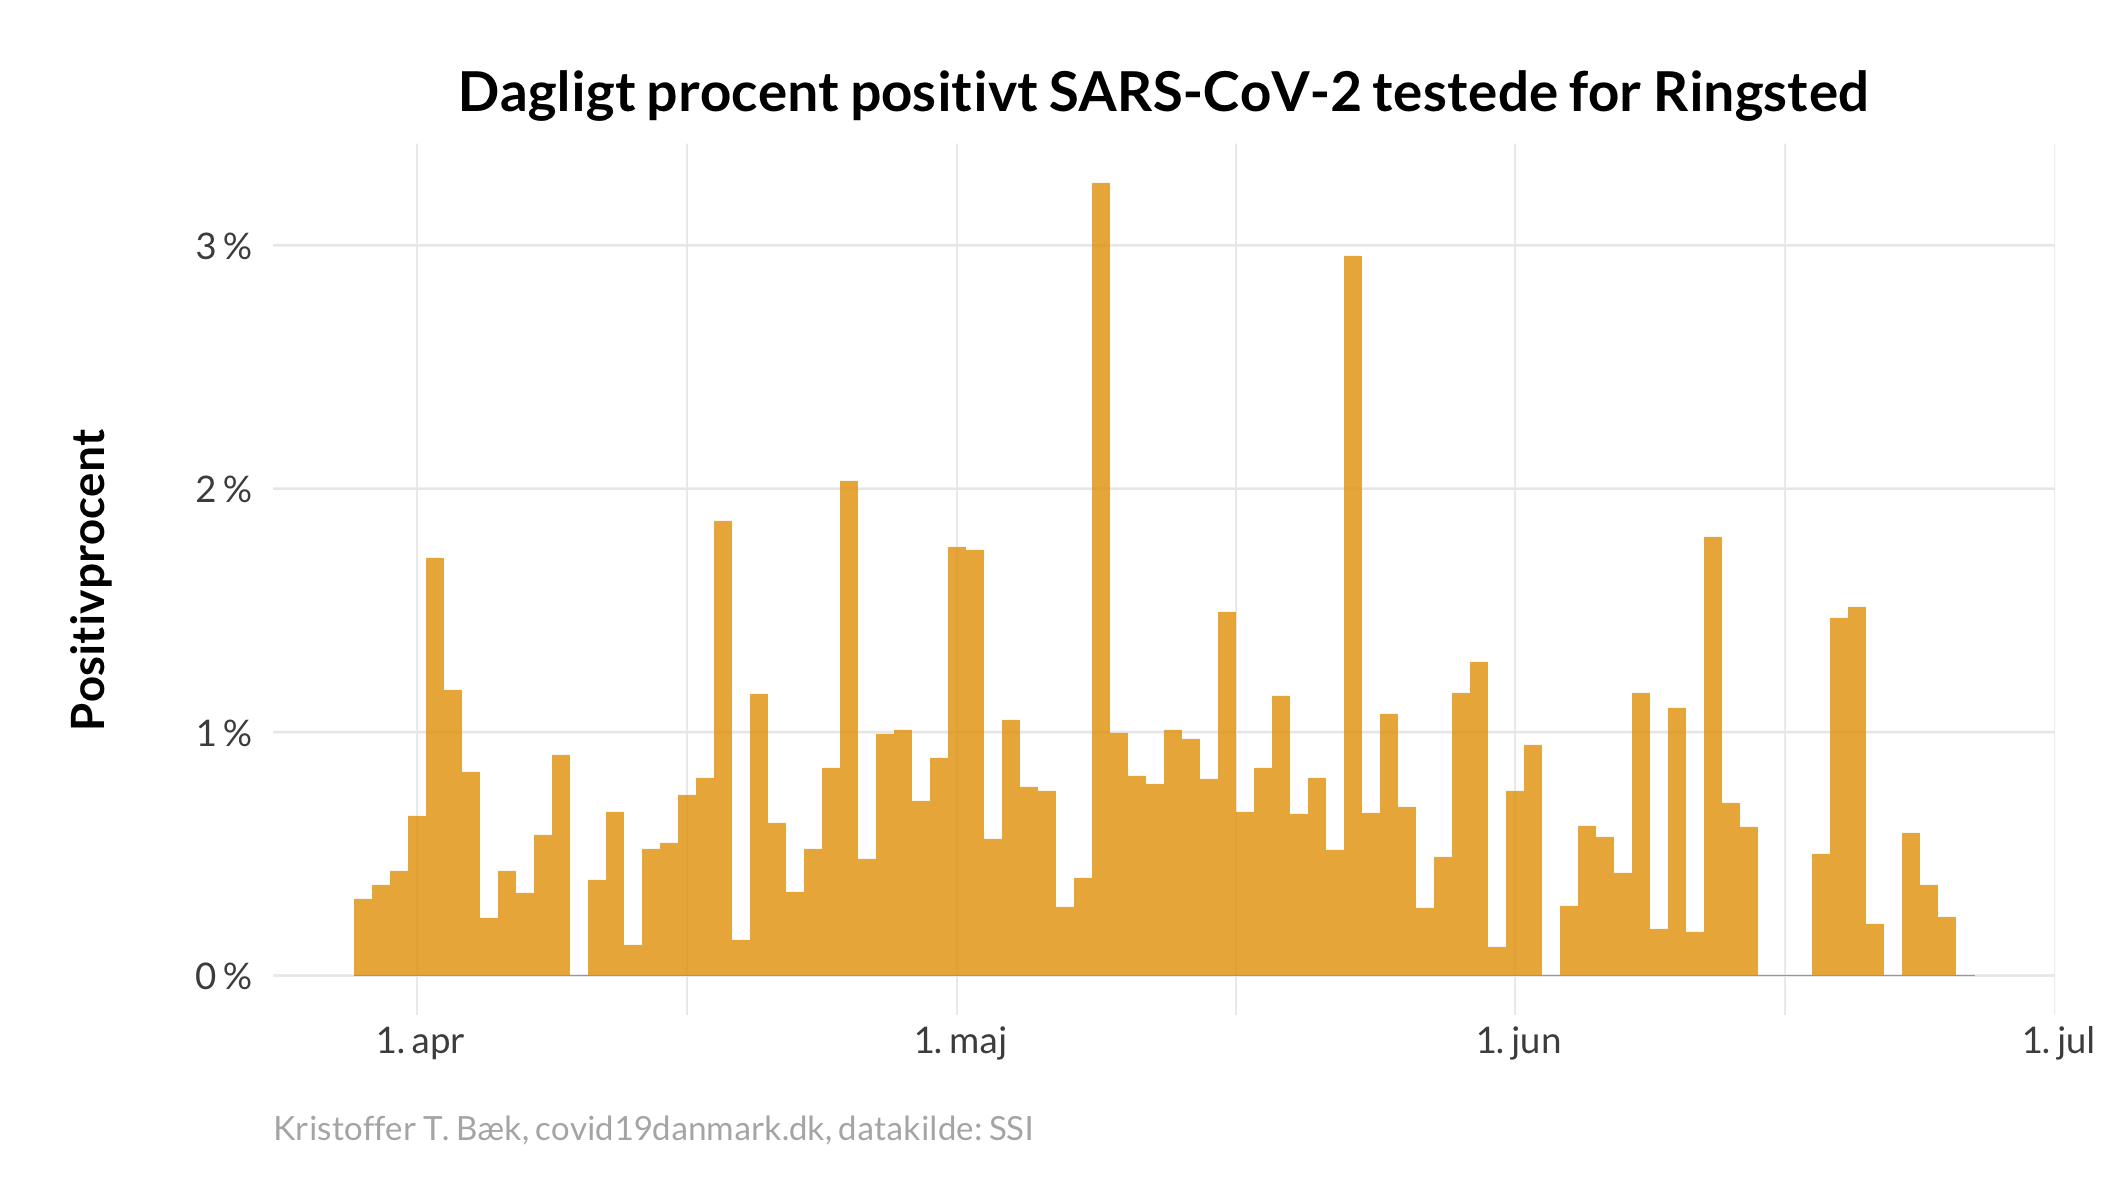 Dagligt procent positivt SARS-CoV-2 testede for Ringsted
Positivprocent
3 %
2 %
1 %
0 %
1. apr
1. maj
1. jun
1. jul
Kristoffer T. Bæk, covid19danmark.dk, datakilde: SSI